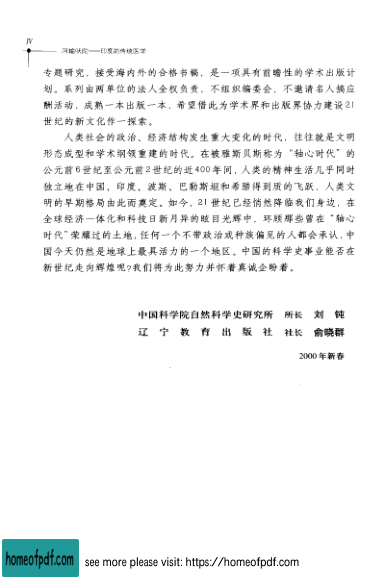 IV
河输吠陀——印度的传统医学
专题研究，接受海内外的合格书稿，是一项具有前瞻性的学术出版计
划。系列由两单位的法人全权负责，不组织编委会，不邀请名人搞应
酬活动，成熟一本出版一本，希望借此为学术界和出版界协力建设21
世纪的新文化作一探索。
人类社会的政治、经济结构发生重大变化的时代，往往就是文明
形态成型和学术纲领重建的时代。在被雅斯贝斯称为“轴心时代”的
公元前6世纪至公元前2世纪的近400年间，人类的精神生活几乎同时
独立地在中国、印度、波斯、巴勒斯坦和希腊得到质的飞跃，人类文
明的早期格局由此而奠定。如今，21世纪已经悄然降临我们身边，在
全球经济一体化和科技日新月异的眩目光辉中，环顾那些曾在“轴心
时代”荣耀过的土地，任何一个不带政治或种族偏见的人都会承认，中
国今天仍然是地球上最具活力的一个地区。中国的科学史事业能否在
新世纪走向辉煌呢?我们将为此努力并怀着真诚企盼着。
中国科学院自然科学史研究所 所长 刘 钝
辽 宁 教 育 出 版 社 社长 俞晓群
2000年新春
homeofpdf.com
see more please visit: https://homeofpdf.com